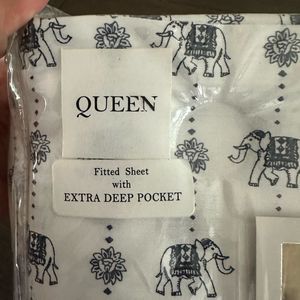 QUEEN
Fitted Sheet
with
EXTRA DEEP POCKET